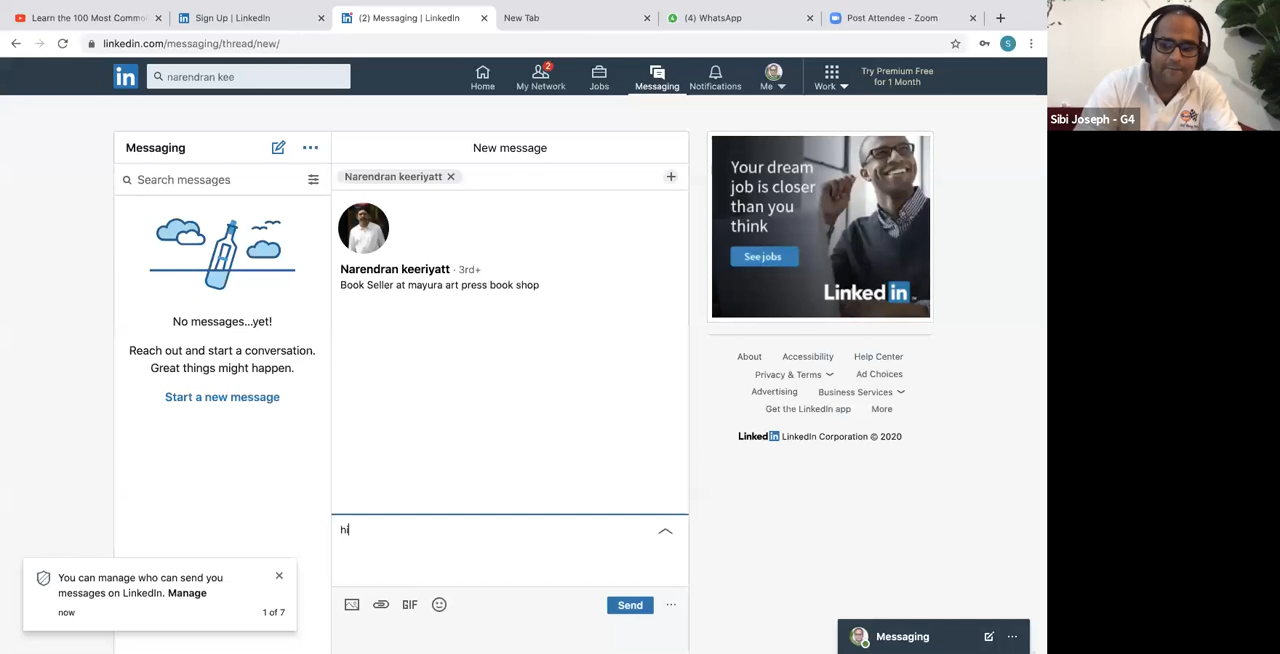 Learn the 100 Most Commo
Sign Up | LinkedIn
(2) Messaging | LinkedIn
New Tab
(4) WhatsApp
Post Attendee - Zoom
linkedin.com/messaging/thread/new/
S
in
narendran kee
Home
2
My Network
Jobs
Messaging
Notifications
Me
Work
Try Premium Free
for 1 Month
Sibi Joseph - G4
Messaging
Search messages
No messages...yet!
Reach out and start a conversation.
Great things might happen.
Start a new message
New message
Narendran keeriyatt
Narendran keeriyatt · 3rd+
Book Seller at mayura art press book shop
hi
GIF
Send
Your dream
job is closer
than you
think
See jobs
Linked in
About Accessibility Help Center
Privacy & Terms Ad Choices
Advertising Business Services
Get the LinkedIn app More
Linked in LinkedIn Corporation © 2020
You can manage who can send you
messages on LinkedIn. Manage
now
1 of 7
Messaging